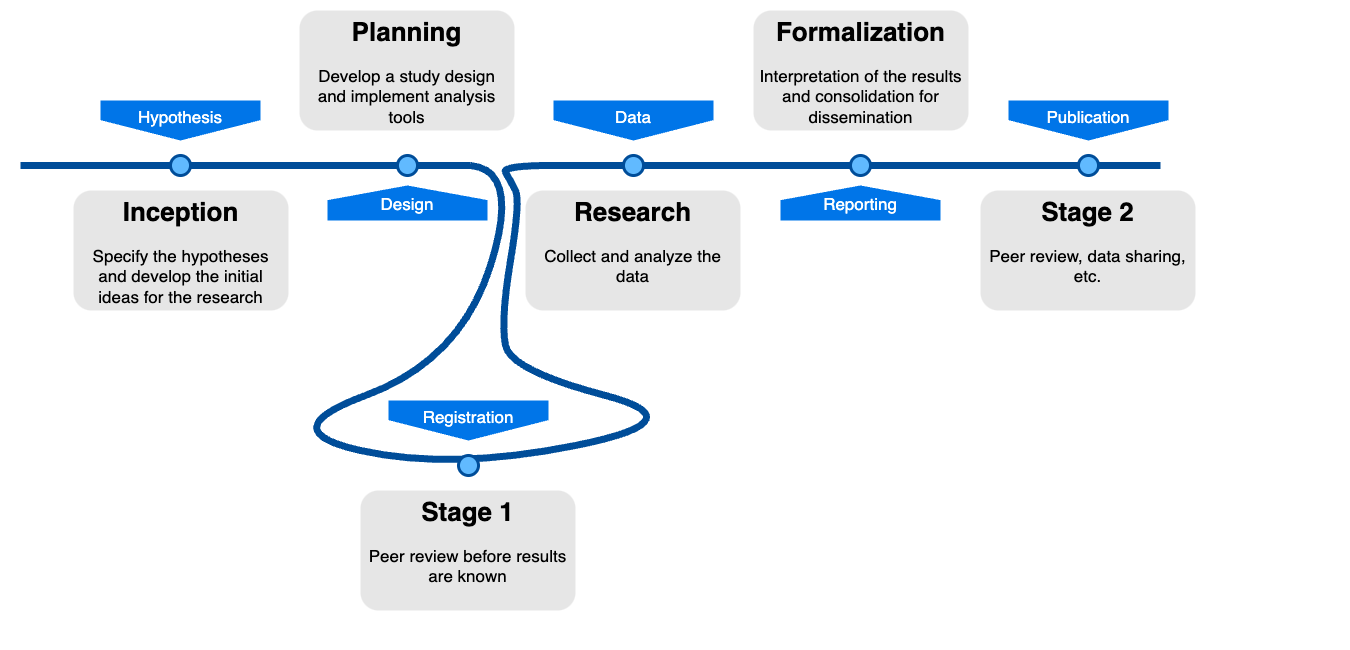 Hypothesis
Inception
Specify the hypotheses
and develop the initial
ideas for the research
Planning
Develop a study design
and implement analysis
tools
Design
Registration
Stage 1
Peer review before results
are known
Data
Research
Collect and analyze the
data
Formalization
Interpretation of the results
and consolidation for
dissemination
Reporting
Publication
Stage 2
Peer review, data sharing,
etc.